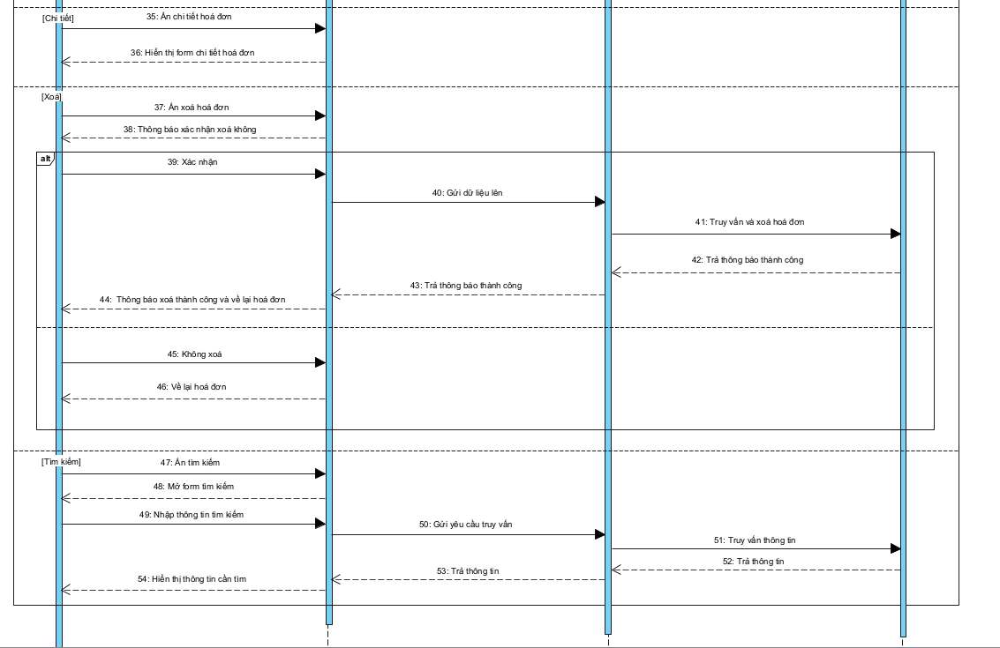 [Chi tiết]
35: Ấn chi tiết hoá đơn
36: Hiển thị form chi tiết hoá đơn
[Xoá]
37: Ấn xoá hoá đơn
38: Thông báo xác nhận xoá không
alt
39: Xác nhận
40: Gửi dữ liệu lên
41: Truy vấn và xoá hoá đơn
42: Trả thông báo thành công
43: Trả thông báo thành công
44: Thông báo xoá thành công và về lại hoá đơn
45: Không xoá
46: Về lại hoá đơn
[Tìm kiếm]
47: Ấn tìm kiếm
48: Mở form tìm kiếm
49: Nhập thông tin tìm kiếm
50: Gửi yêu cầu truy vấn
51: Truy vấn thông tin
52: Trả thông tin
53: Trả thông tin
54: Hiển thị thông tin cần tìm